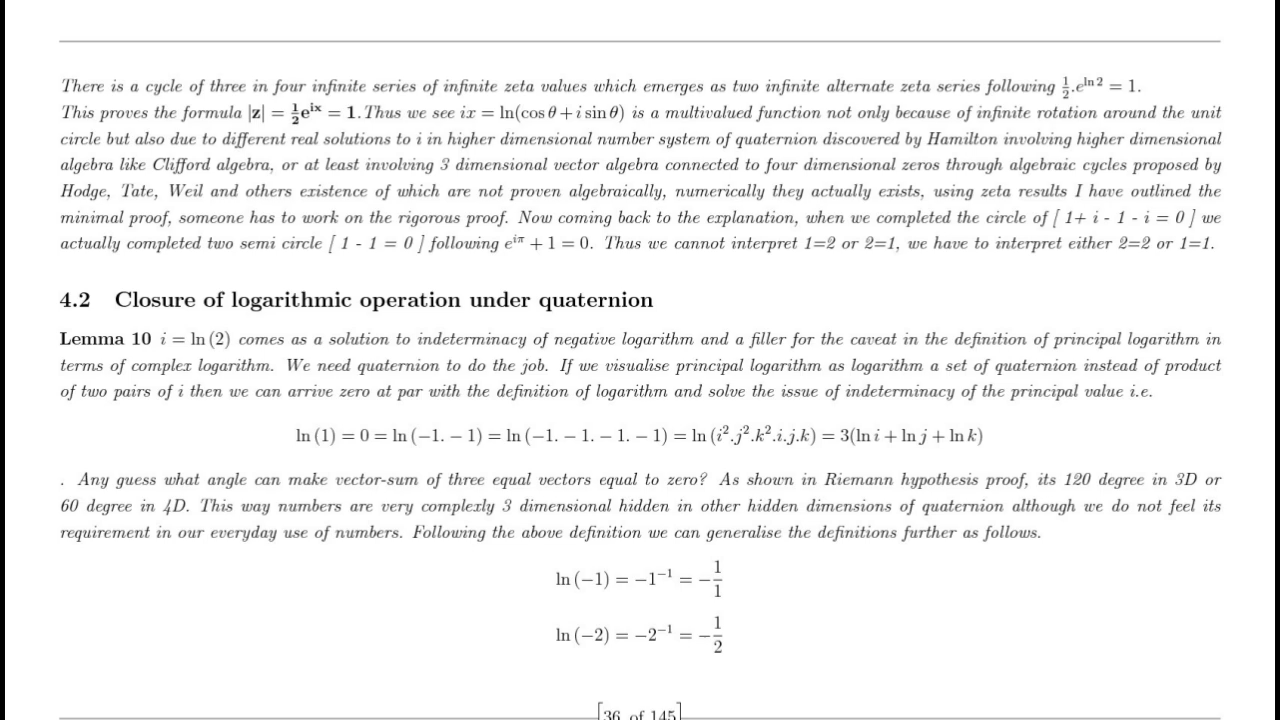 There is a cycle of three in four infinite series of infinite zeta values which emerges as two infinite alternate zeta series following \frac{1}{2}.e^{\ln 2} = 1.
This proves the formula |z| = \frac{1}{2}e^{ix} = 1. Thus we see ix = ln(cos θ + i sin θ) is a multivalued function not only because of infinite rotation around the unit
circle but also due to different real solutions to i in higher dimensional number system of quaternion discovered by Hamilton involving higher dimensional
algebra like Clifford algebra, or at least involving 3 dimensional vector algebra connected to four dimensional zeros through algebraic cycles proposed by
Hodge, Tate, Weil and others existence of which are not proven algebraically, numerically they actually exists, using zeta results I have outlined the
minimal proof, someone has to work on the rigorous proof. Now coming back to the explanation, when we completed the circle of [ 1+ i - 1 - i = 0 ] we
actually completed two semi circle [ 1 - 1 = 0 ] following e^{iπ} + 1 = 0. Thus we cannot interpret 1=2 or 2=1, we have to interpret either 2=2 or 1=1.
4.2 Closure of logarithmic operation under quaternion
Lemma 10 i = ln (2) comes as a solution to indeterminacy of negative logarithm and a filler for the caveat in the definition of principal logarithm in
terms of complex logarithm. We need quaternion to do the job. If we visualise principal logarithm as logarithm a set of quaternion instead of product
of two pairs of i then we can arrive zero at par with the definition of logarithm and solve the issue of indeterminacy of the principal value i.e.
ln (1) = 0 = ln (−1. − 1) = ln (−1. − 1. − 1. − 1) = ln (i².j².k².i.j.k) = 3(ln i + ln j + ln k)
. Any guess what angle can make vector-sum of three equal vectors equal to zero? As shown in Riemann hypothesis proof, its 120 degree in 3D or
60 degree in 4D. This way numbers are very complexly 3 dimensional hidden in other hidden dimensions of quaternion although we do not feel its
requirement in our everyday use of numbers. Following the above definition we can generalise the definitions further as follows.
ln (−1) = −1^{-1} = −\frac{1}{1}
ln (−2) = −2^{-1} = −\frac{1}{2}
[36 of 145]